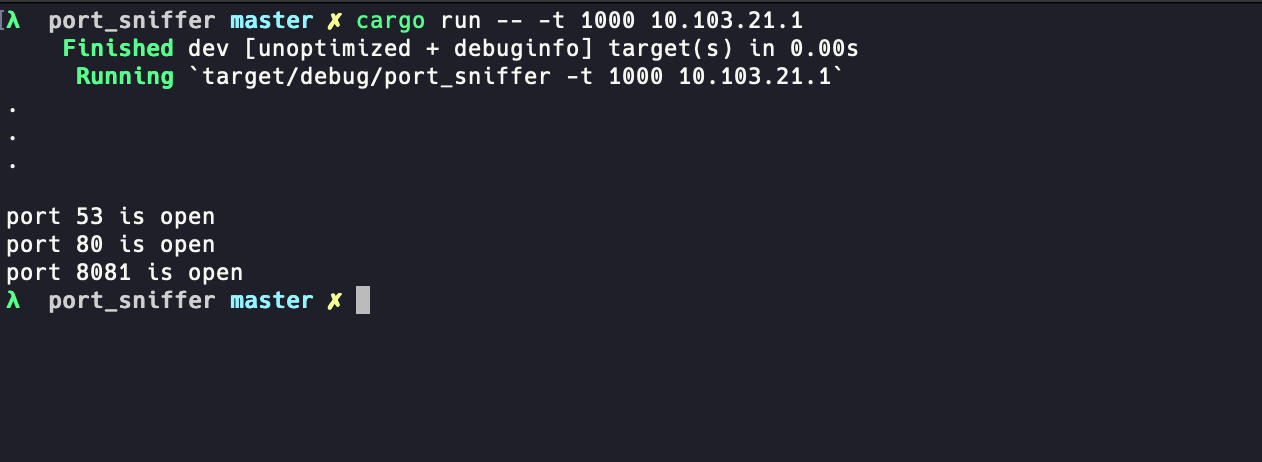 [λ  port_sniffer master ✗ cargo run -- -t 1000 10.103.21.1
    Finished dev [unoptimized + debuginfo] target(s) in 0.00s
     Running `target/debug/port_sniffer -t 1000 10.103.21.1`
.
.
.
port 53 is open
port 80 is open
port 8081 is open
λ  port_sniffer master ✗